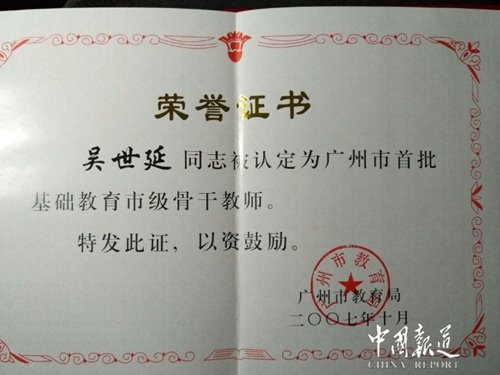 荣誉证书
吴世延 同志被认定为广州市首批
基础教育市级骨干教师。
特发此证，以资鼓励。
广州市教育局
广州市教育局
二〇〇七年十月
中国报道
CHINA REPORT